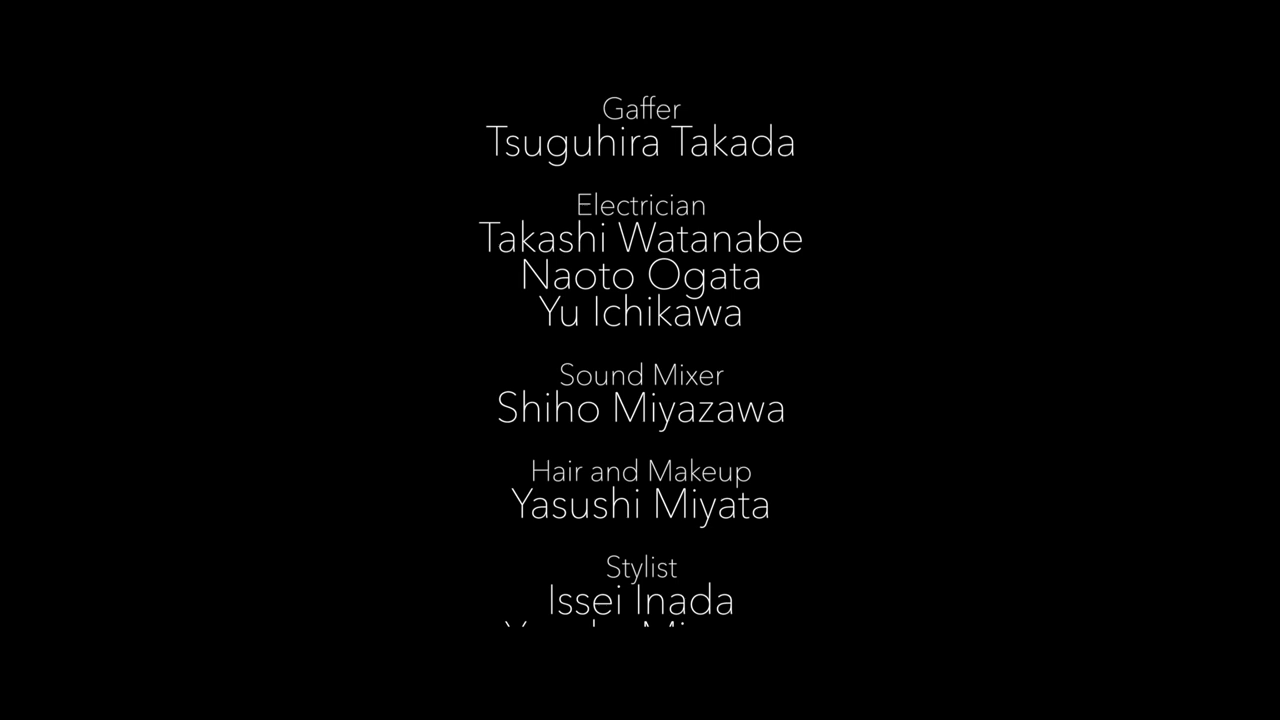 Gaffer
Tsuguhira Takada
Electrician
Takashi Watanabe
Naoto Ogata
Yu Ichikawa
Sound Mixer
Shiho Miyazawa
Hair and Makeup
Yasushi Miyata
Stylist
Issei Inada